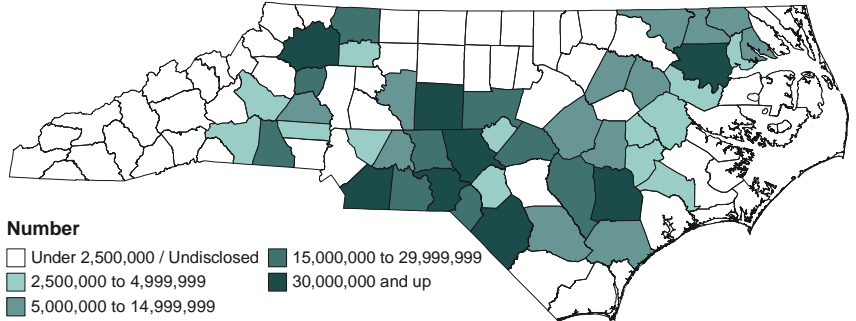 Number
Under 2,500,000 / Undisclosed
2,500,000 to 4,999,999
5,000,000 to 14,999,999
15,000,000 to 29,999,999
30,000,000 and up